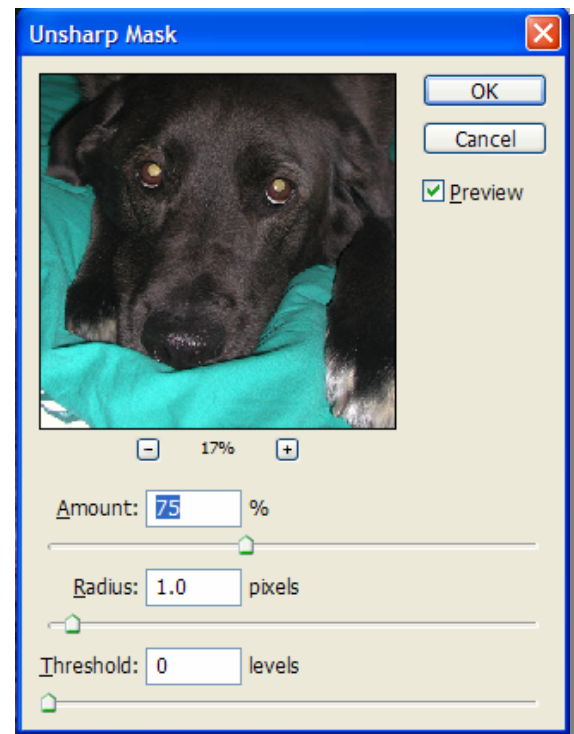 Unsharp Mask
OK
Cancel
Preview
17%
Amount: 75 %
Radius: 1.0 pixels
Threshold: 0 levels